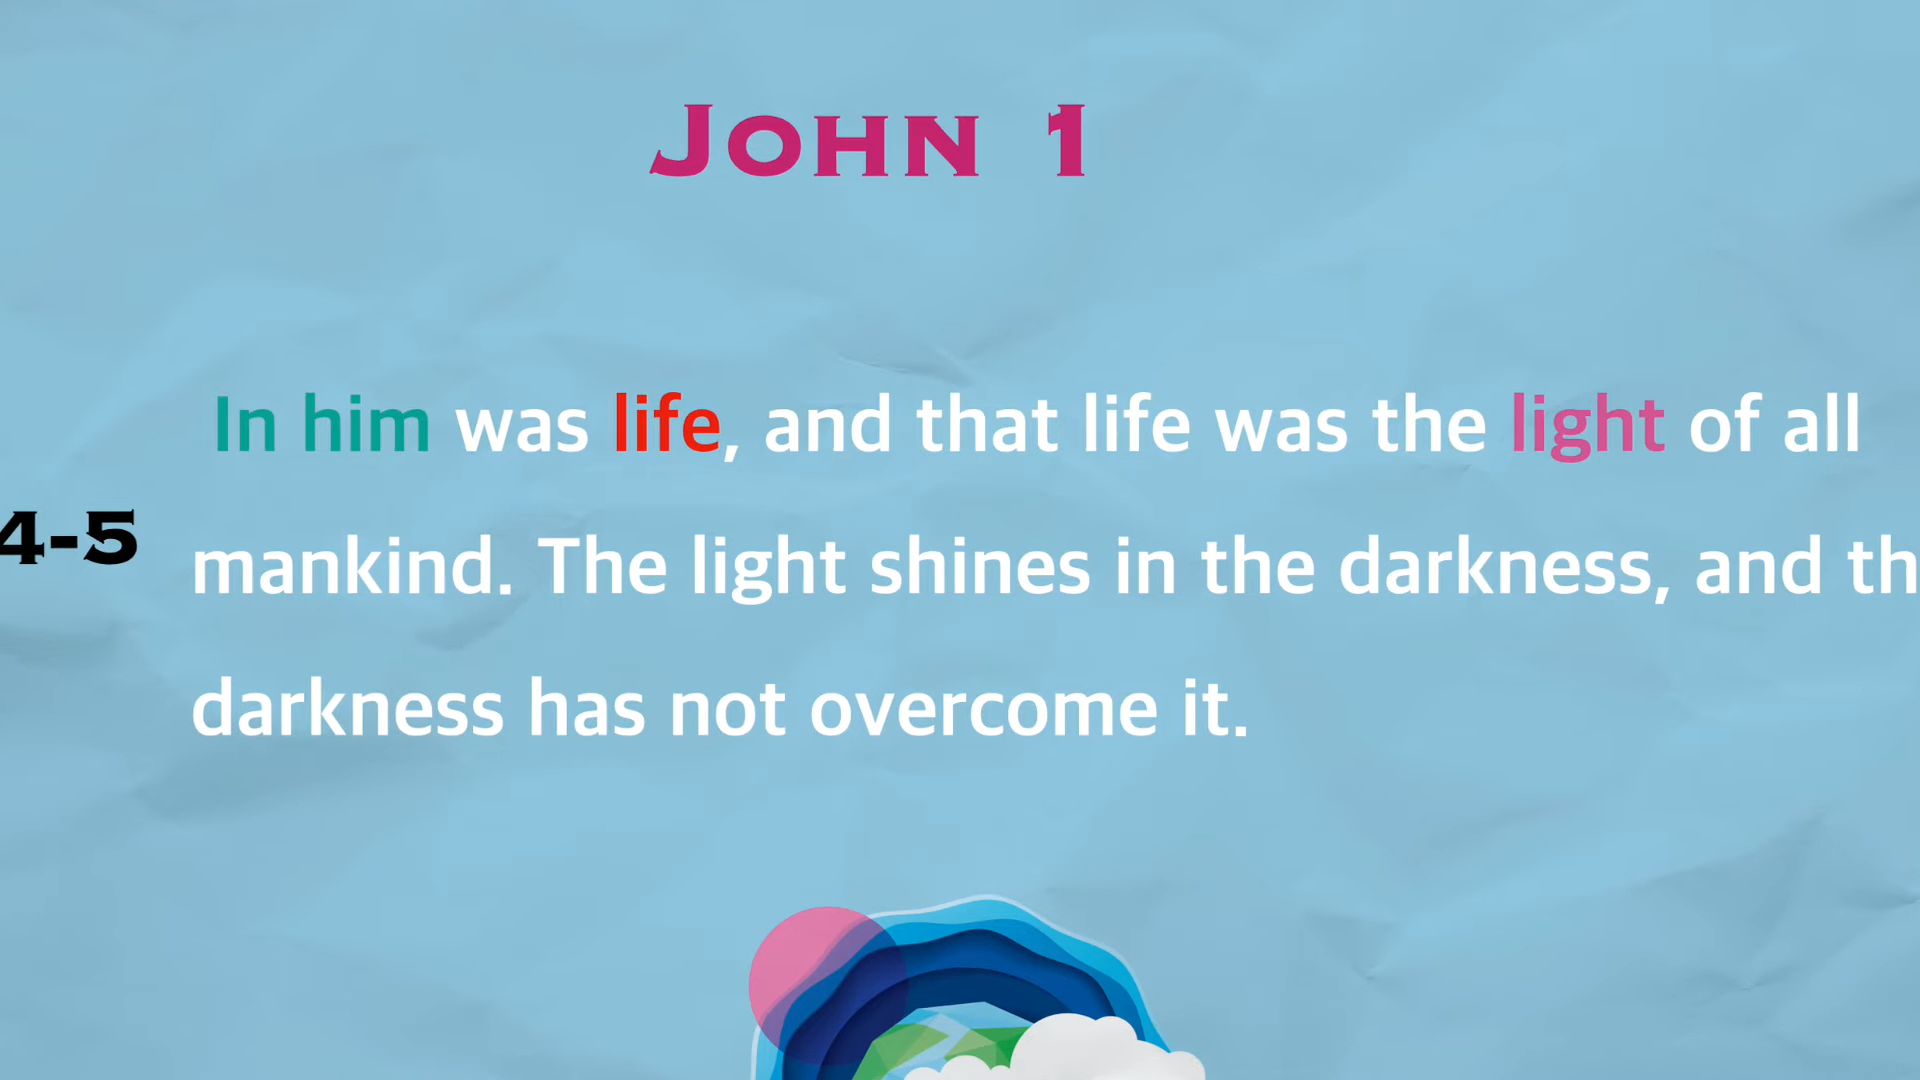 John 1
In him was life, and that life was the light of all
4-5
mankind. The light shines in the darkness, and th
darkness has not overcome it.